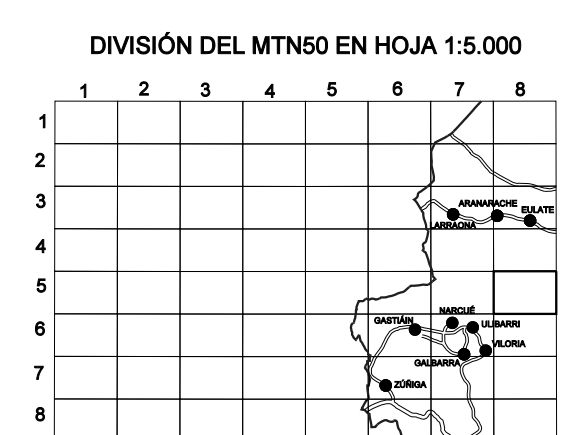 DIVISIÓN DEL MTN50 EN HOJA 1:5.000
1 2 3 4 5 6 7 8
1
2
3
ARANARACHE
EULATE
LARRAONA
4
5
NARCUÉ
GASTIÁIN
ULIBARRI
6
VILORIA
GALBARRA
7
ZÚÑIGA
8